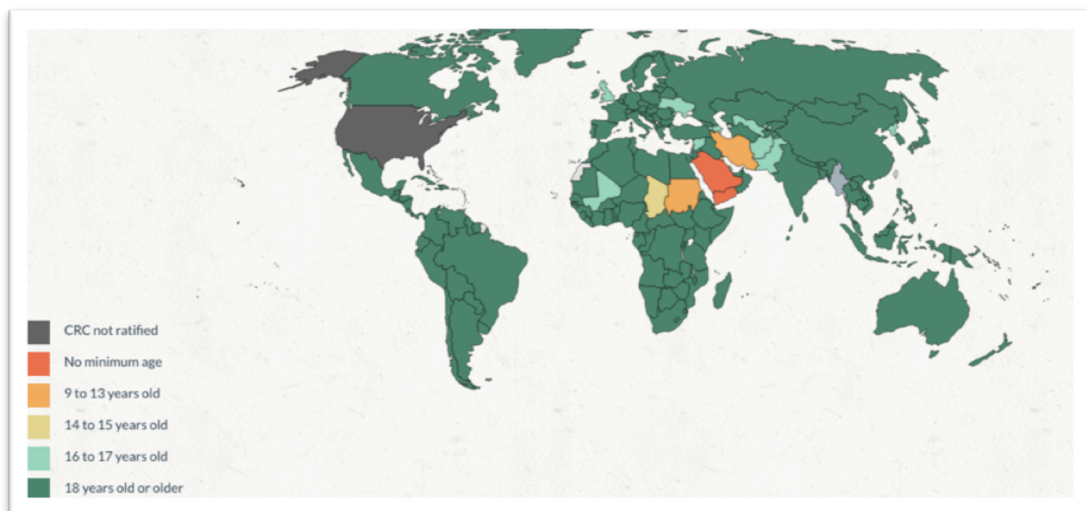 CRC not ratified
No minimum age
9 to 13 years old
14 to 15 years old
16 to 17 years old
18 years old or older